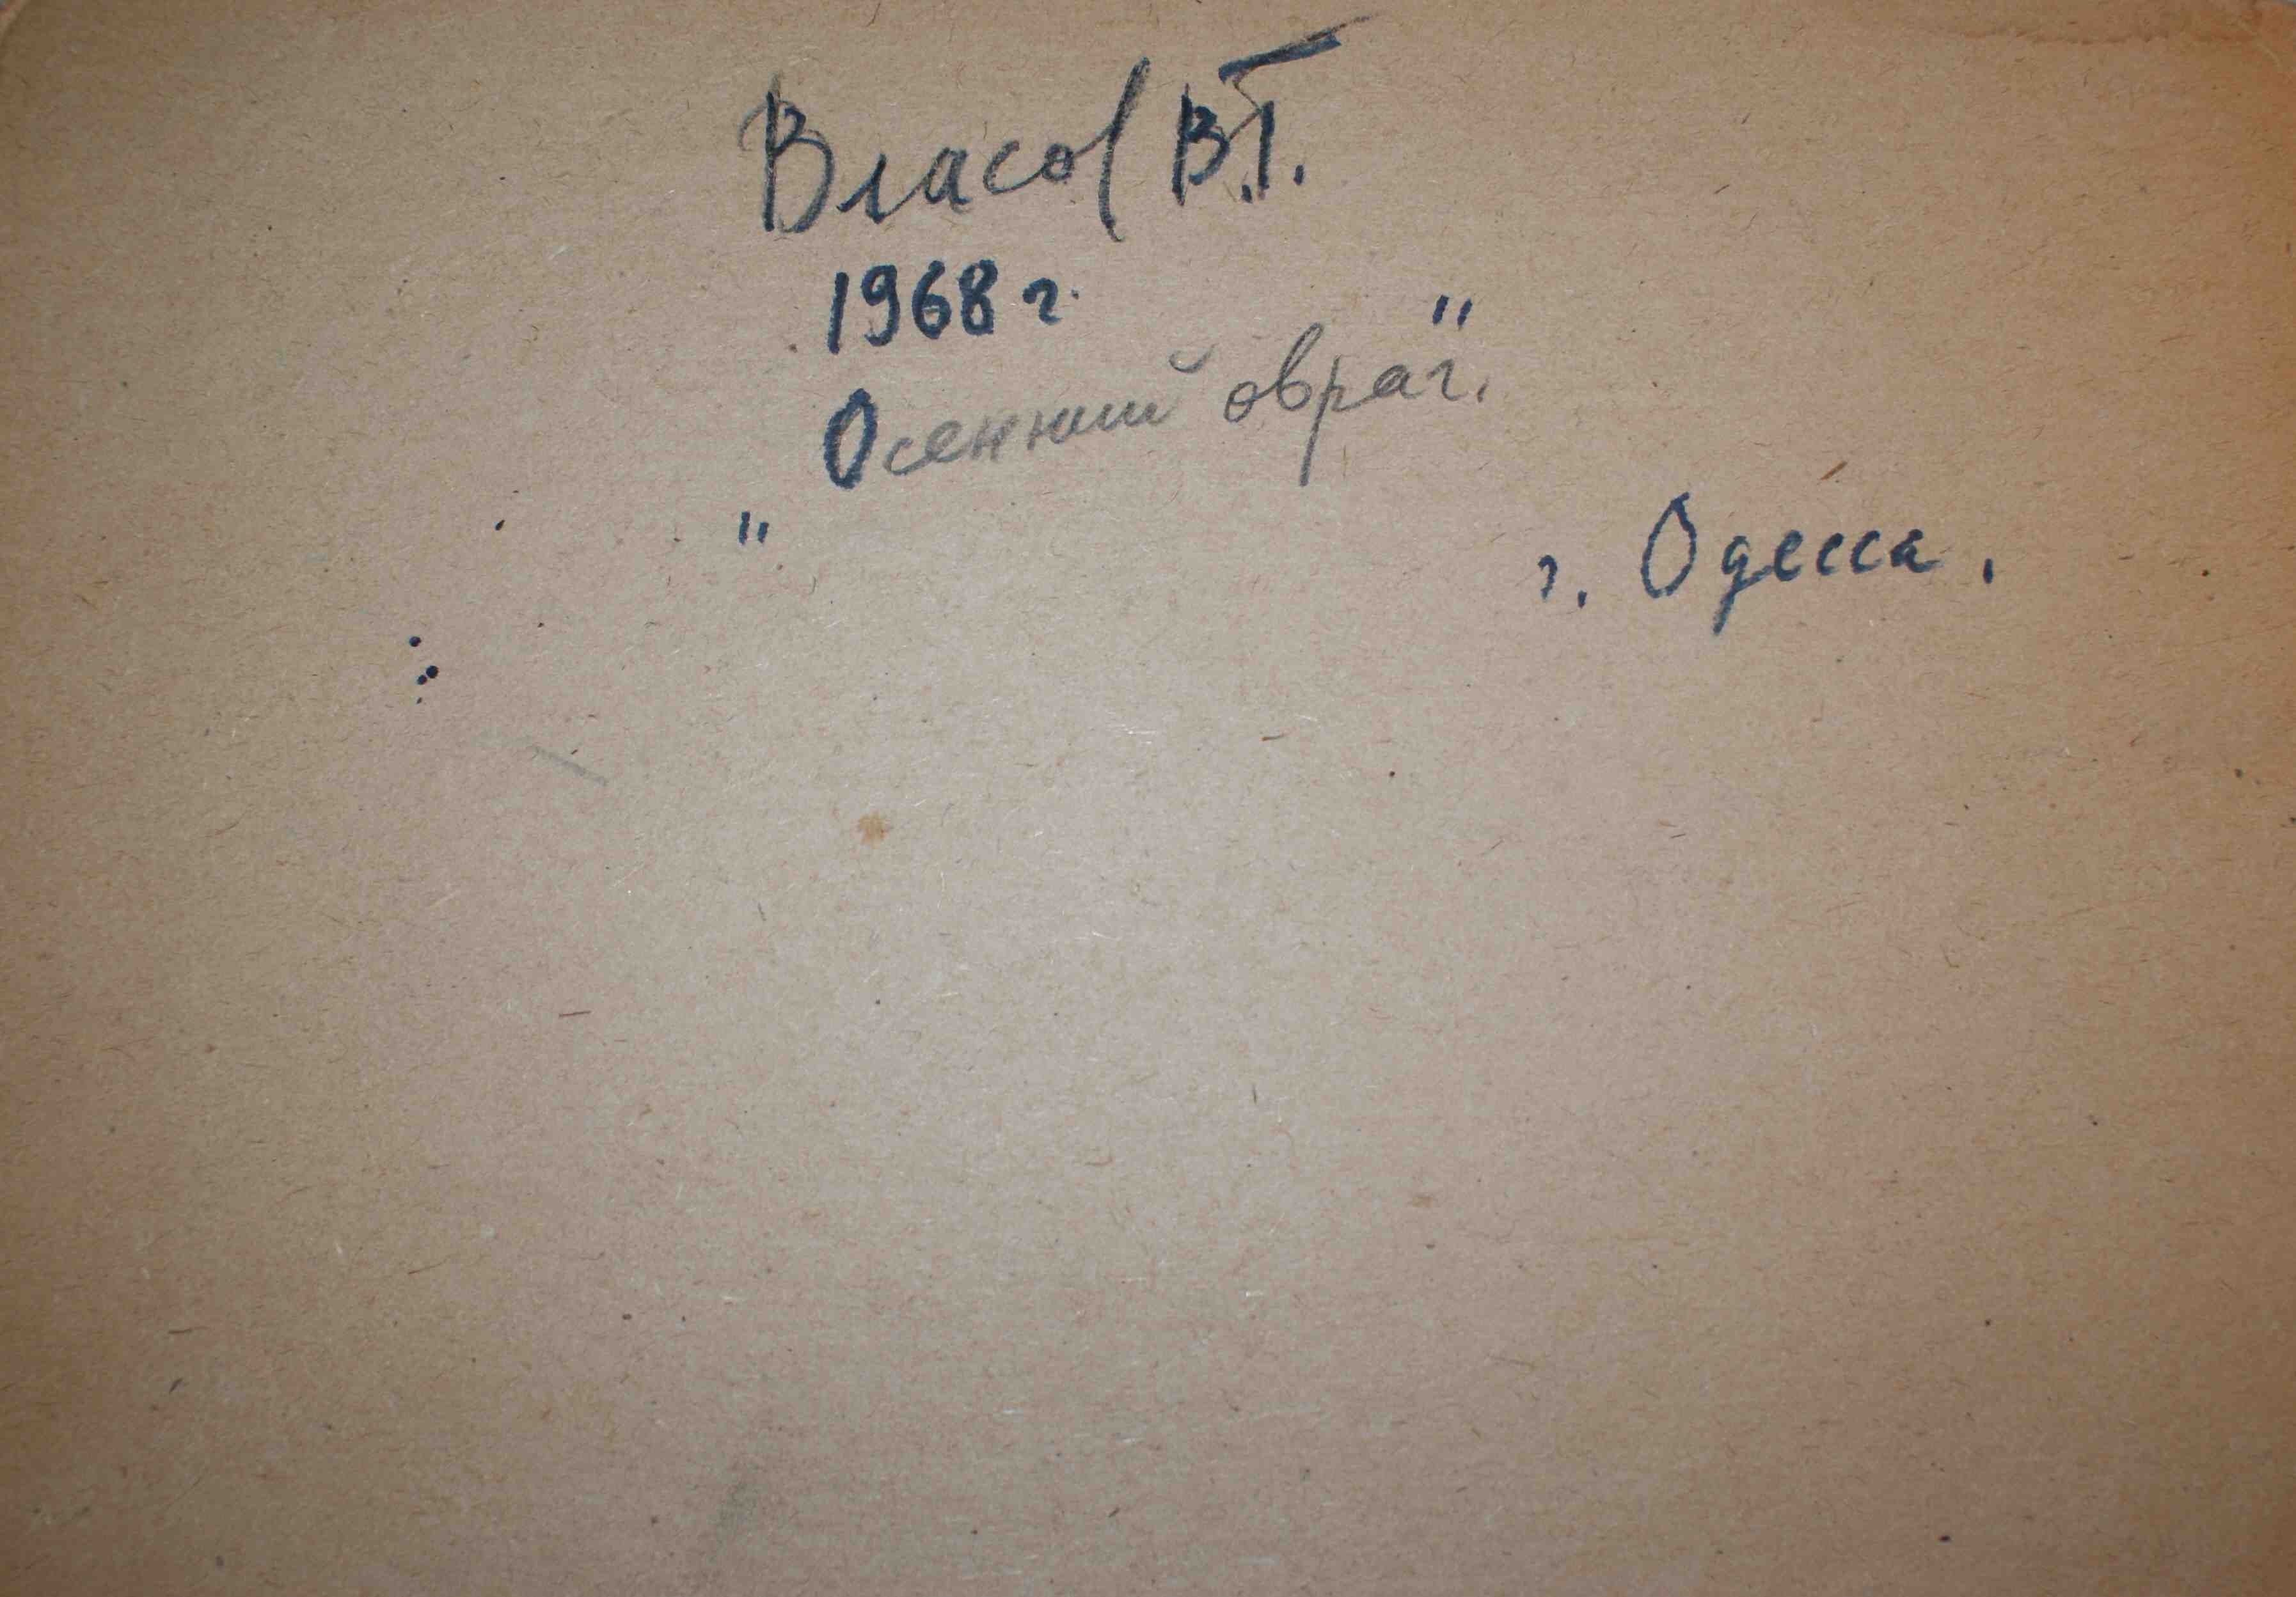 Власов В.Г.
1968 г.
"Осенний овраг."
г. Одесса.